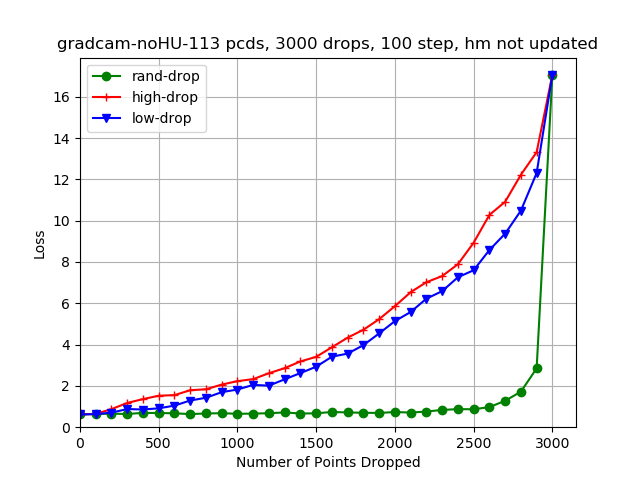 gradcam-noHU-113 pcds, 3000 drops, 100 step, hm not updated
rand-drop
high-drop
low-drop
16
14
12
10
8
6
4
2
0
Loss
0 500 1000 1500 2000 2500 3000
Number of Points Dropped